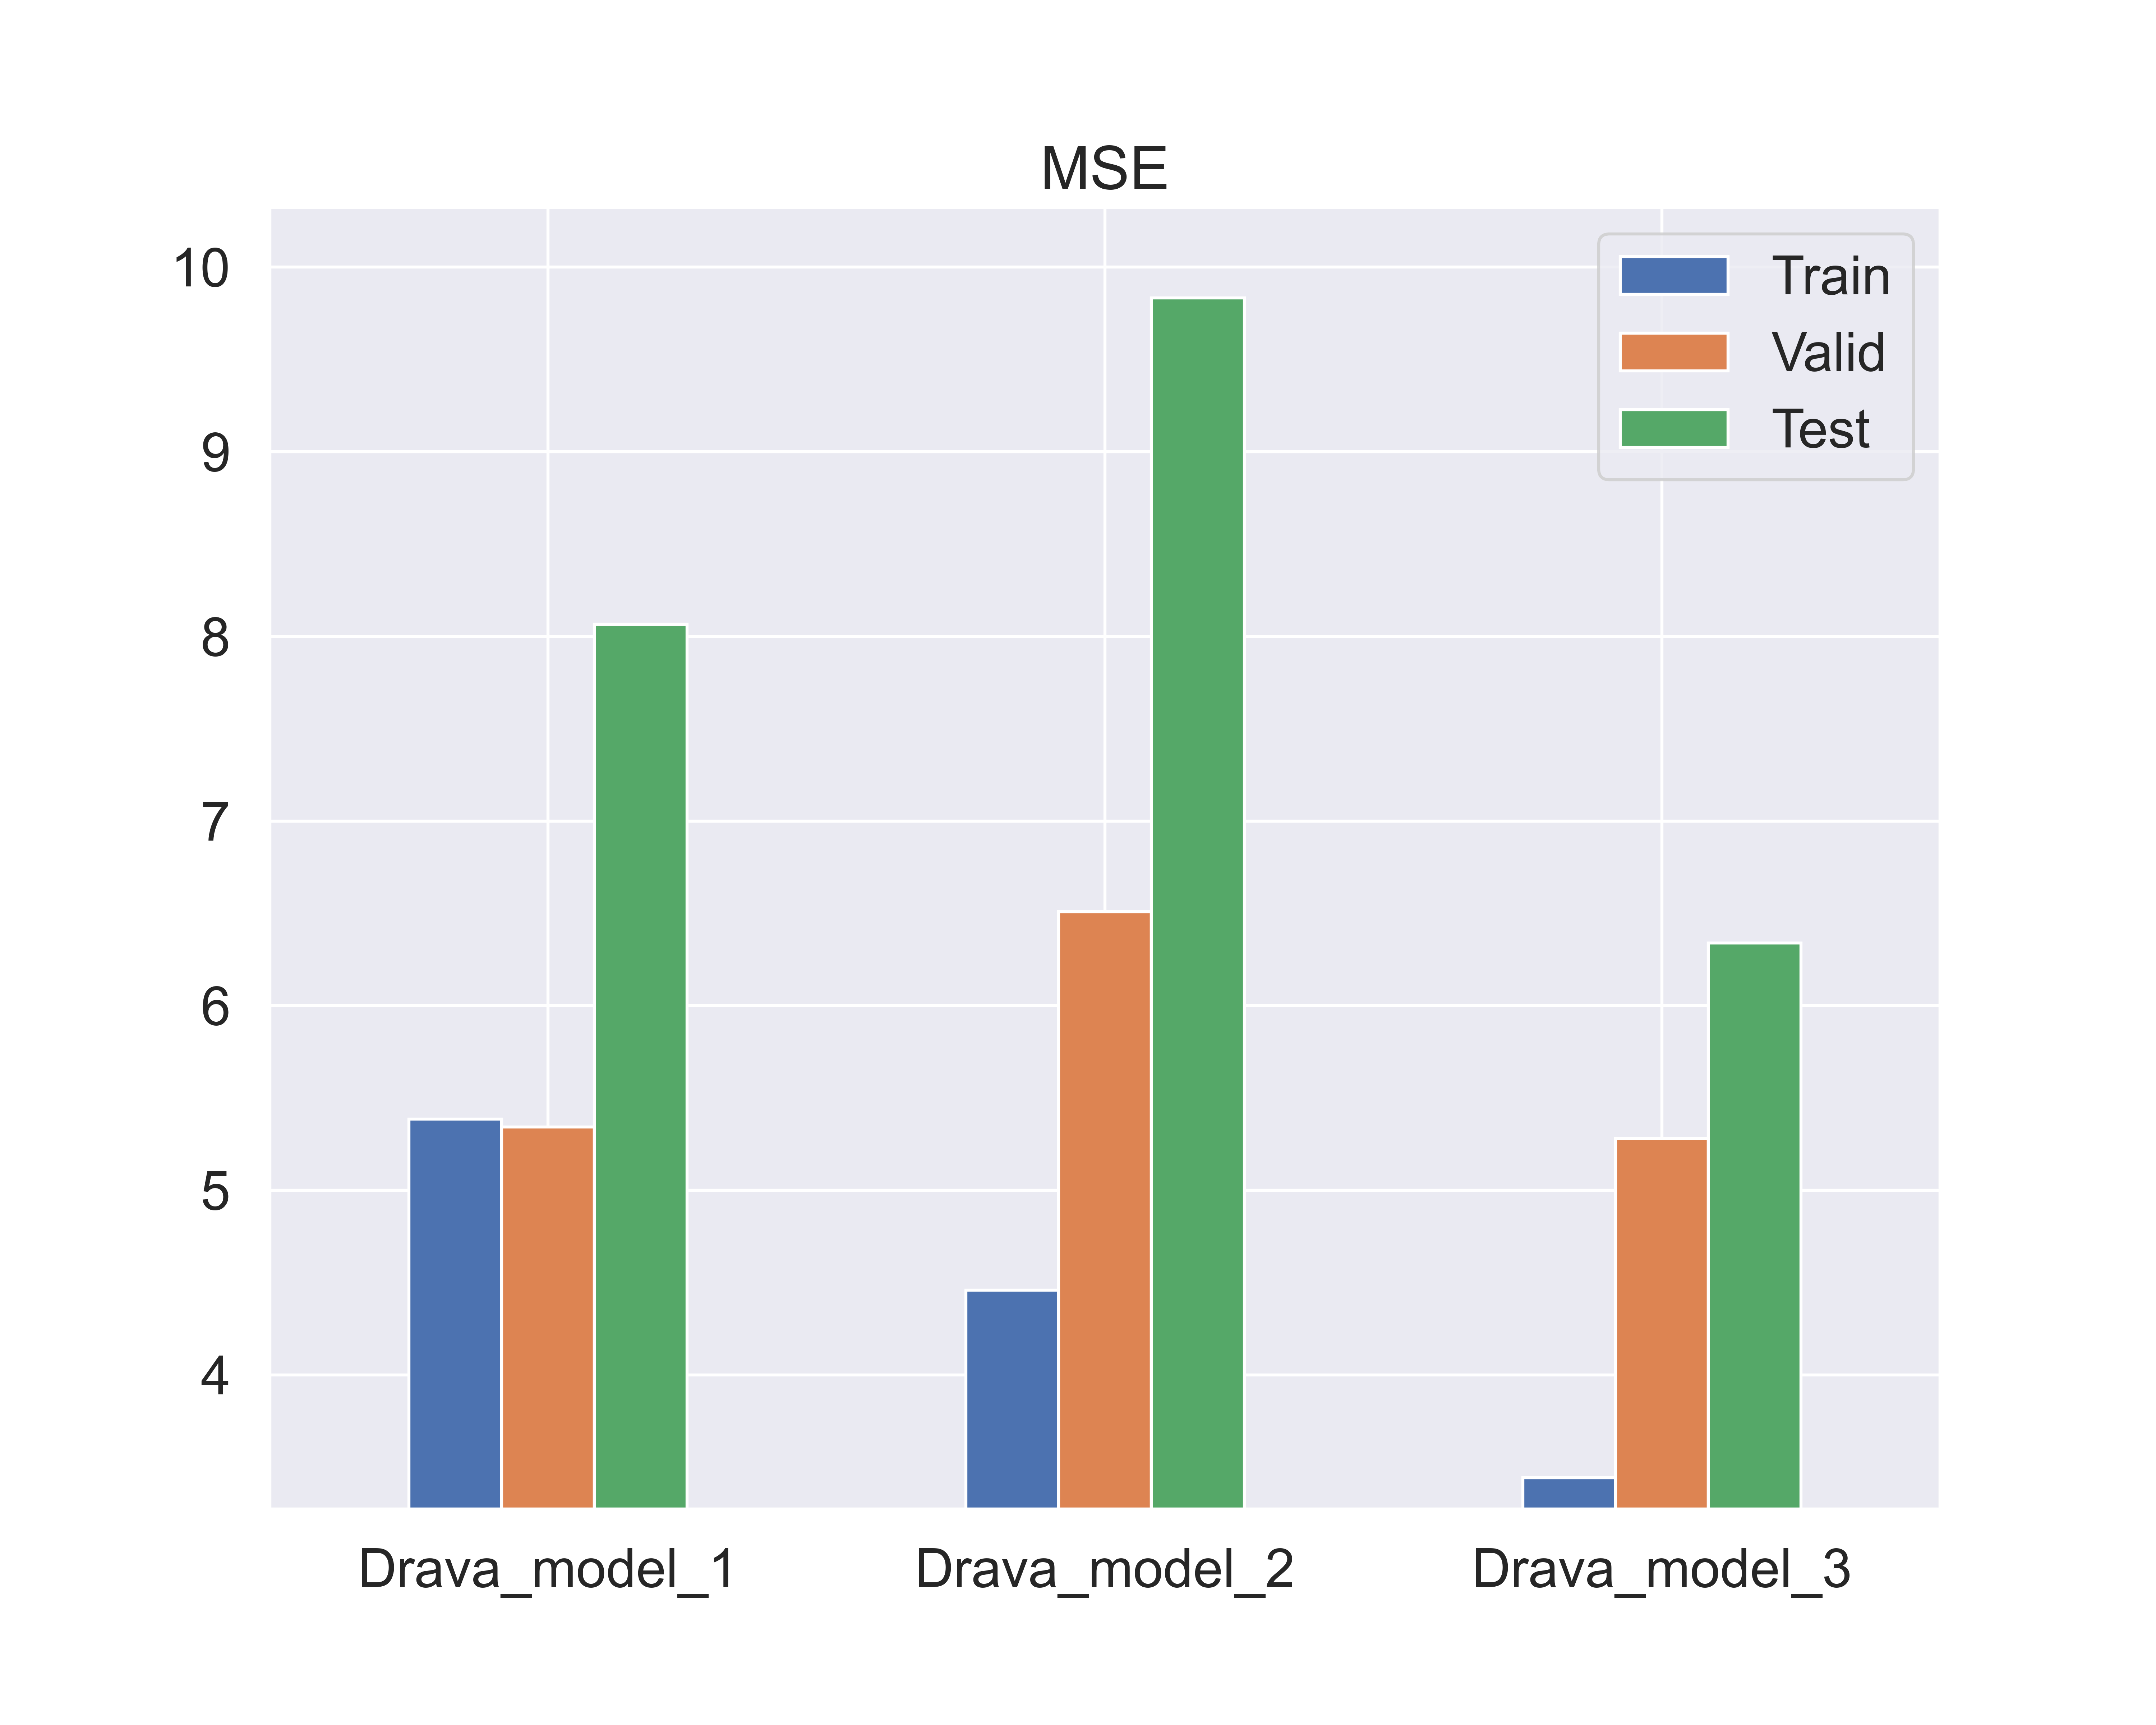 MSE
10
9
8
7
6
5
4
Train
Valid
Test
Drava_model_1
Drava_model_2
Drava_model_3